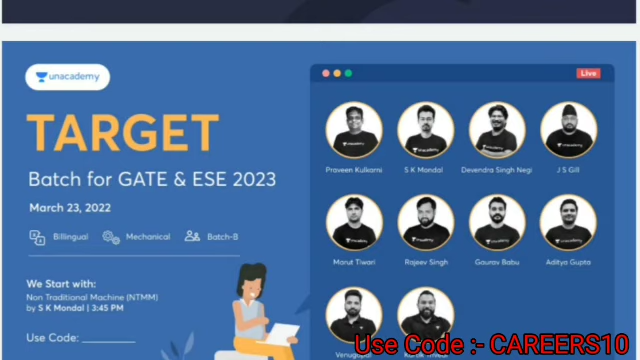 unacademy
Live
TARGET
Batch for GATE & ESE 2023
March 23, 2022
Billingual
Mechanical
Batch-B
We Start with:
Non Traditional Machine (NTMM)
by S K Mondal | 3:45 PM
Use Code: ________
Praveen Kulkarni
S K Mondal
Devendra Singh Negi
J S Gill
Marut Tiwari
Rajeev Singh
Gaurav Babu
Aditya Gupta
Use Code :- CAREERS10